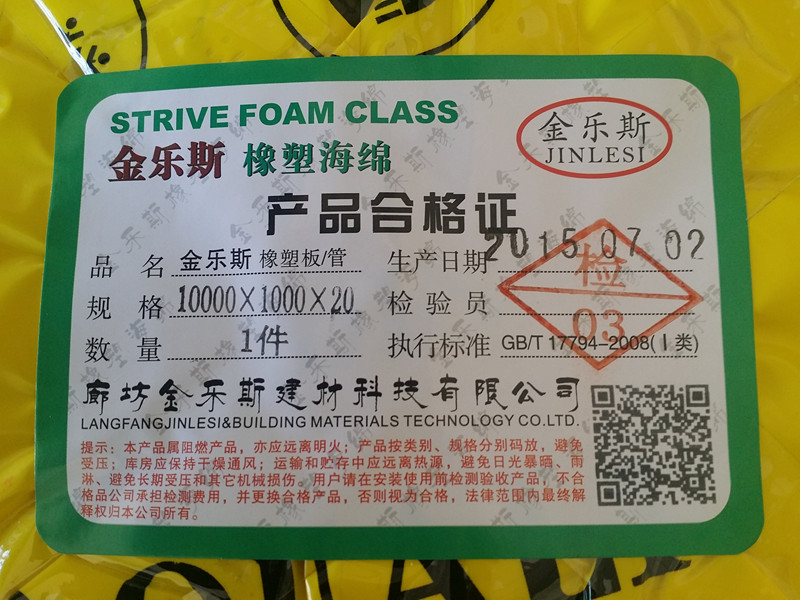 STRIVE FOAM CLASS
金乐斯 橡塑海绵
金乐斯
JINLESI
产品合格证
品 名 金乐斯 橡塑板/管
生产日期 2015.07.02
规 格 10000X1000X20
检 验 员 检 03
数 量 1件
执行标准 GB/T 17794-2008(Ⅰ类)
廊坊金乐斯建材科技有限公司
LANGFANGJINLESI&BUILDING MATERIALS TECHNOLOGY CO.LTD.
提示：本产品属阻燃产品，亦应远离明火；产品按类别、规格分别码放，避免
受压；库房应保持干燥通风；运输和贮存中应远离热源，避免日光暴晒、雨
淋、避免长期受压和其它机械损伤。用户请在安装使用前检测验收产品，不合
格品公司承担检测费用，并更换合格产品，否则视为合格，法律范围内最终解
释权归本公司所有。